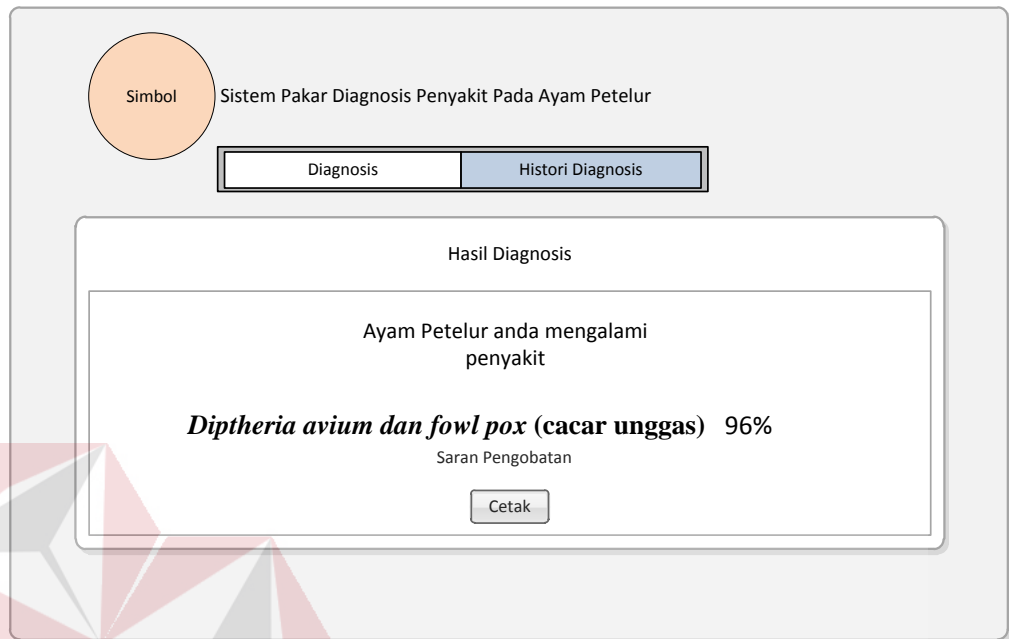 Simbol
Sistem Pakar Diagnosis Penyakit Pada Ayam Petelur
Diagnosis
Histori Diagnosis
Hasil Diagnosis
Ayam Petelur anda mengalami
penyakit
Diptheria avium dan fowl pox (cacar unggas) 96%
Saran Pengobatan
Cetak